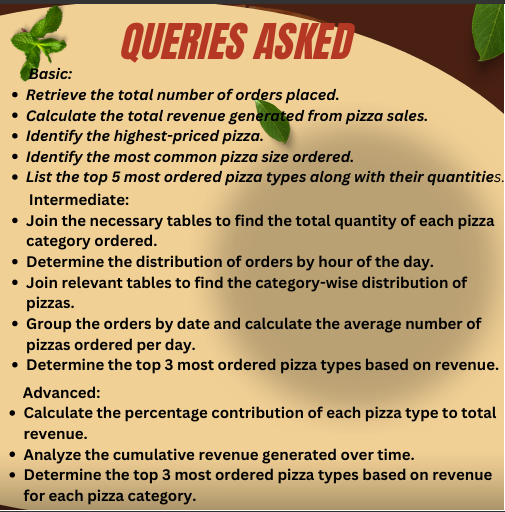 QUERIES ASKED
Basic:
• Retrieve the total number of orders placed.
• Calculate the total revenue generated from pizza sales.
• Identify the highest-priced pizza.
• Identify the most common pizza size ordered.
• List the top 5 most ordered pizza types along with their quantities.
Intermediate:
• Join the necessary tables to find the total quantity of each pizza
category ordered.
• Determine the distribution of orders by hour of the day.
• Join relevant tables to find the category-wise distribution of
pizzas.
• Group the orders by date and calculate the average number of
pizzas ordered per day.
• Determine the top 3 most ordered pizza types based on revenue.
Advanced:
• Calculate the percentage contribution of each pizza type to total
revenue.
• Analyze the cumulative revenue generated over time.
• Determine the top 3 most ordered pizza types based on revenue
for each pizza category.